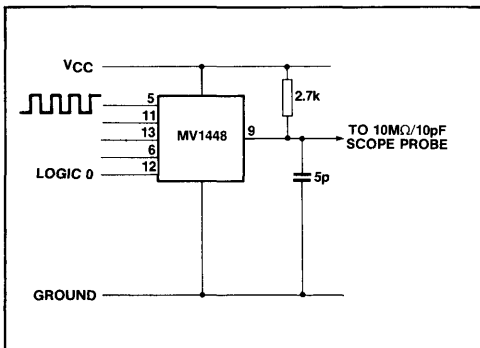 VCC
2.7k
5
11
13
6
12
MV1448
9
TO 10MΩ/10pF
SCOPE PROBE
LOGIC 0
5p
GROUND